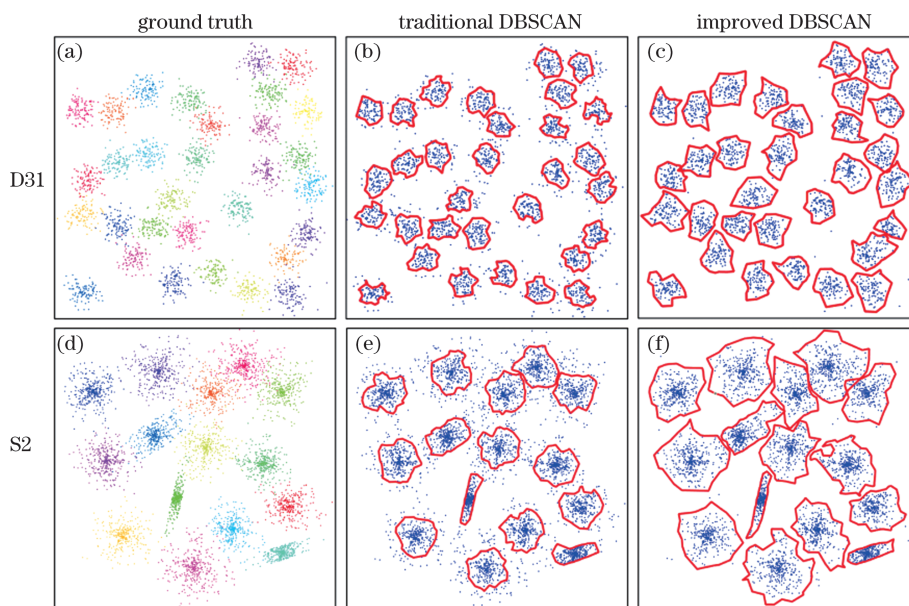 ground truth
traditional DBSCAN
improved DBSCAN
(a)
(b)
(c)
D31
(d)
(e)
(f)
S2